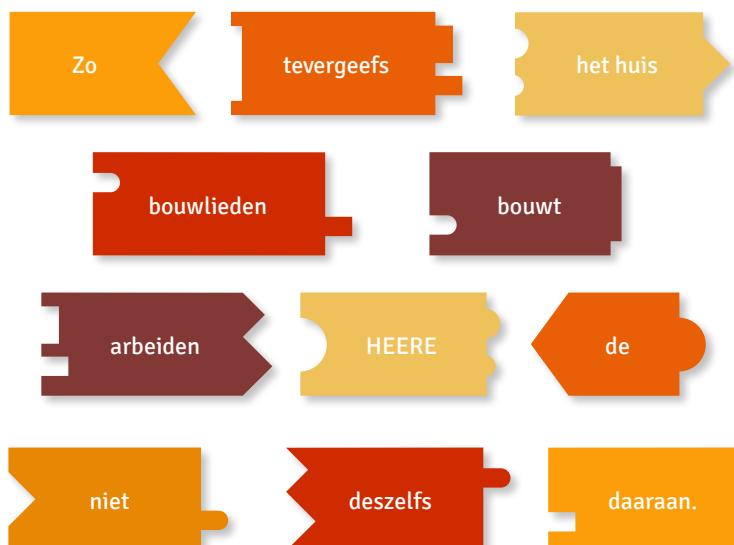 Zo tevergeefs het huis
bouwlieden bouwt
arbeiden HEERE de
niet deszelfs daaraan.